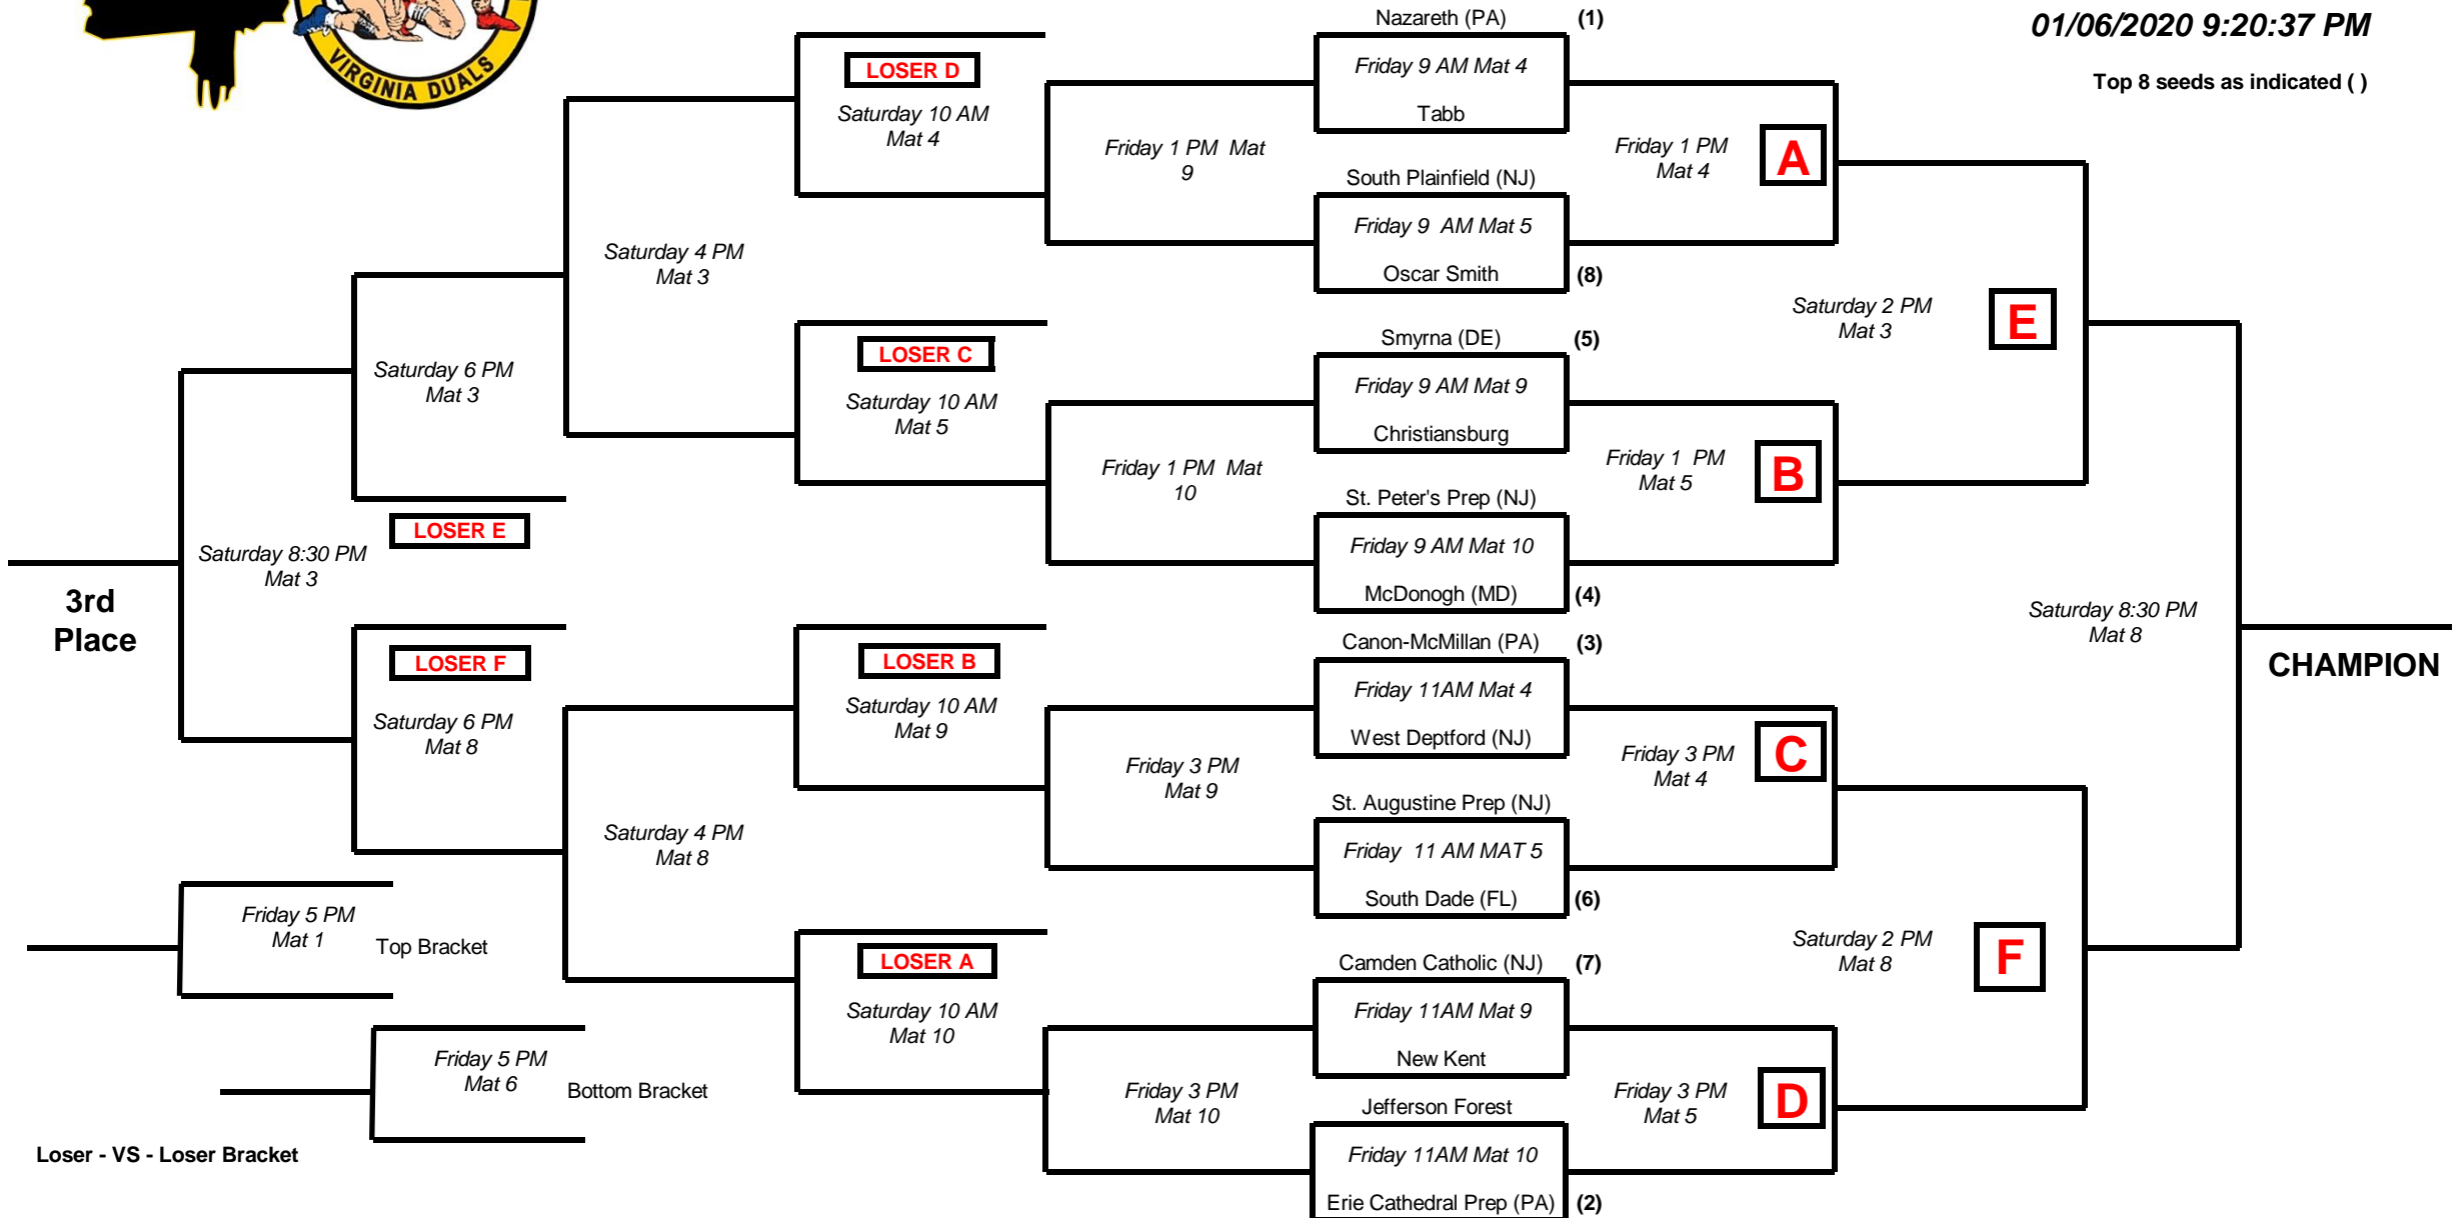 VIRGINIA DUALS
01/06/2020 9:20:37 PM
Top 8 seeds as indicated ( )
Nazareth (PA) (1)
Friday 9 AM Mat 4
Tabb
South Plainfield (NJ)
Friday 9 AM Mat 5
Oscar Smith (8)
Smyrna (DE) (5)
Friday 9 AM Mat 9
Christiansburg
St. Peter's Prep (NJ)
Friday 9 AM Mat 10
McDonogh (MD) (4)
Canon-McMillan (PA) (3)
Friday 11AM Mat 4
West Deptford (NJ)
St. Augustine Prep (NJ)
Friday 11 AM MAT 5
South Dade (FL) (6)
Camden Catholic (NJ) (7)
Friday 11AM Mat 9
New Kent
Jefferson Forest
Friday 11AM Mat 10
Erie Cathedral Prep (PA) (2)
Friday 1 PM
Mat 4
A
Friday 1 PM
Mat 5
B
Friday 3 PM
Mat 4
C
Friday 3 PM
Mat 5
D
Saturday 2 PM
Mat 3
E
Saturday 2 PM
Mat 8
F
Saturday 8:30 PM
Mat 8
CHAMPION
Friday 1 PM Mat
9
Friday 1 PM Mat
10
Friday 3 PM
Mat 9
Friday 3 PM
Mat 10
LOSER D
Saturday 10 AM
Mat 4
LOSER C
Saturday 10 AM
Mat 5
LOSER B
Saturday 10 AM
Mat 9
LOSER A
Saturday 10 AM
Mat 10
Saturday 4 PM
Mat 3
Saturday 4 PM
Mat 8
Saturday 6 PM
Mat 3
LOSER E
LOSER F
Saturday 6 PM
Mat 8
Saturday 8:30 PM
Mat 3
3rd
Place
Friday 5 PM
Mat 1
Top Bracket
Friday 5 PM
Mat 6
Bottom Bracket
Loser - VS - Loser Bracket